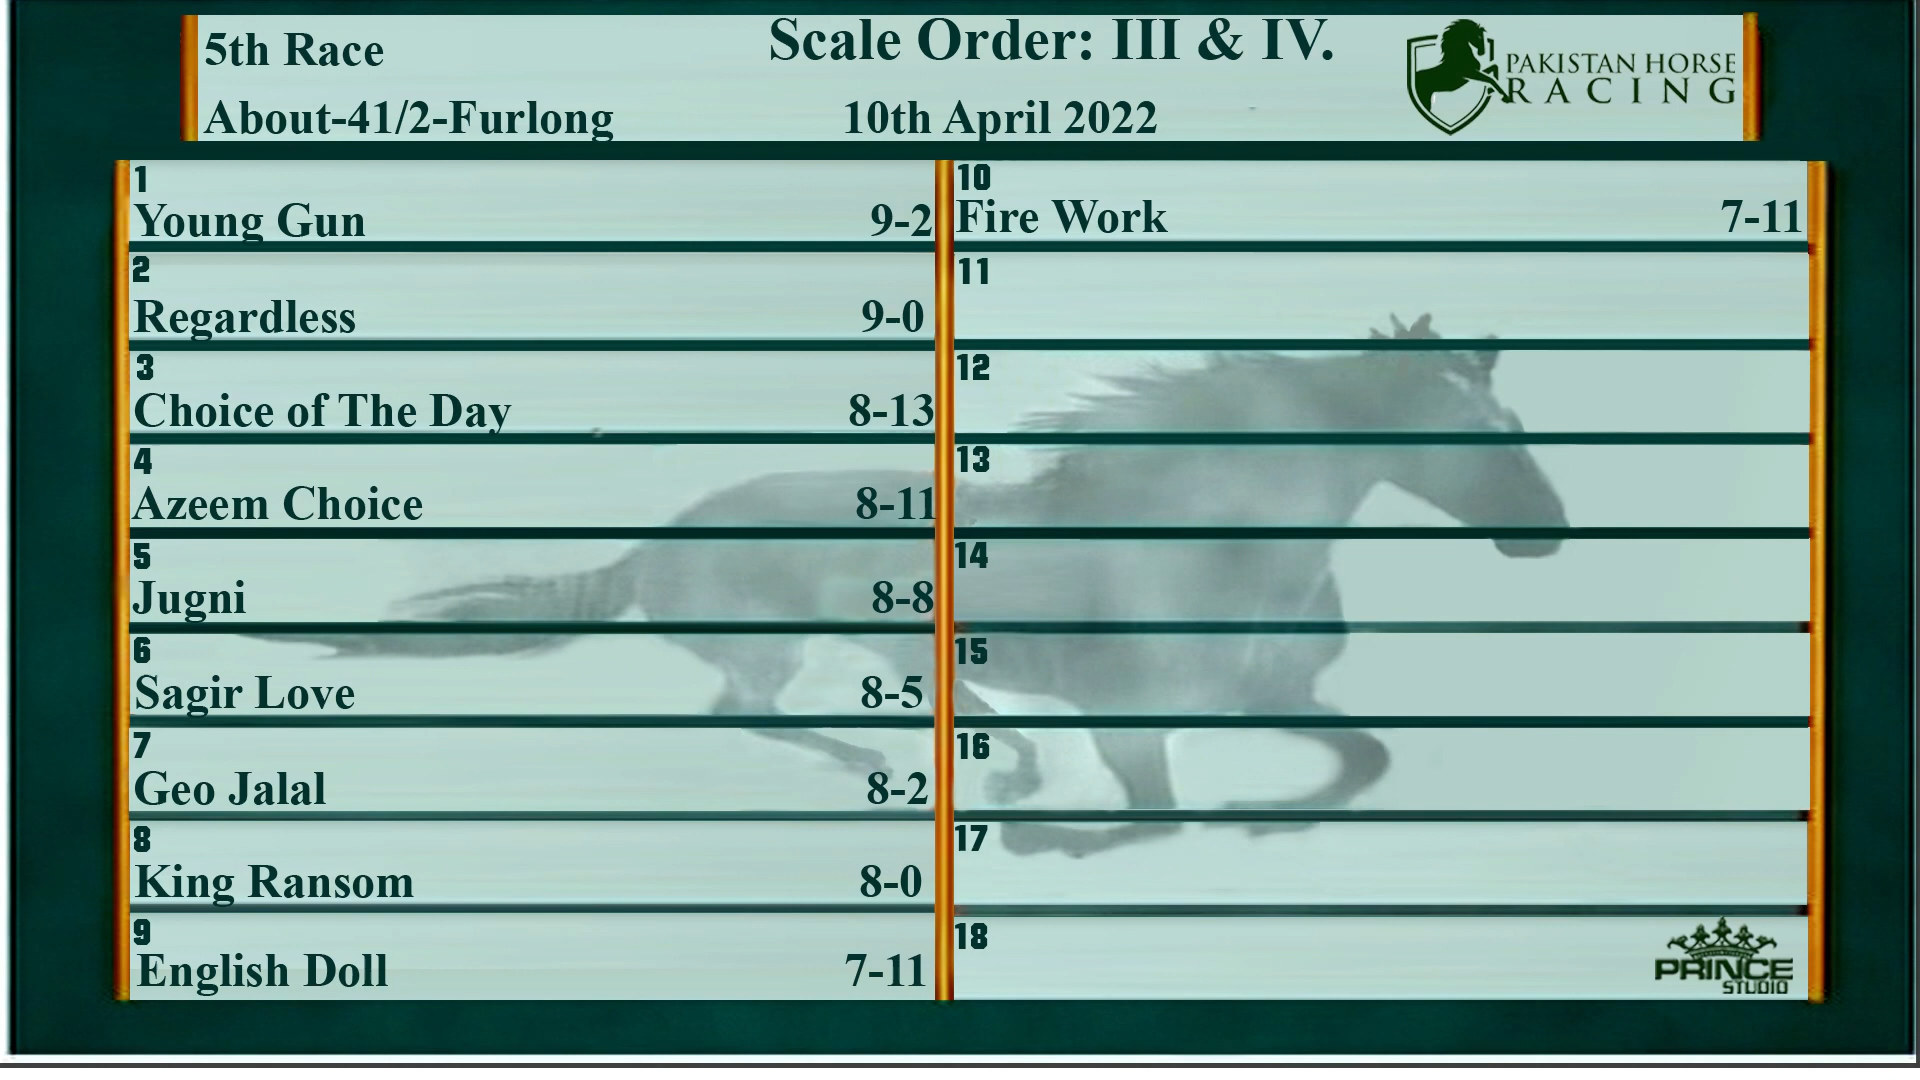 5th Race
Scale Order: III & IV.
PAKISTAN HORSE
RACING
About-41/2-Furlong
10th April 2022
1
Young Gun 9-2
2
Regardless 9-0
3
Choice of The Day 8-13
4
Azeem Choice 8-11
5
Jugni 8-8
6
Sagir Love 8-5
7
Geo Jalal 8-2
8
King Ransom 8-0
9
English Doll 7-11
10
Fire Work 7-11
11
12
13
14
15
16
17
18
PRINCE
STUDIO